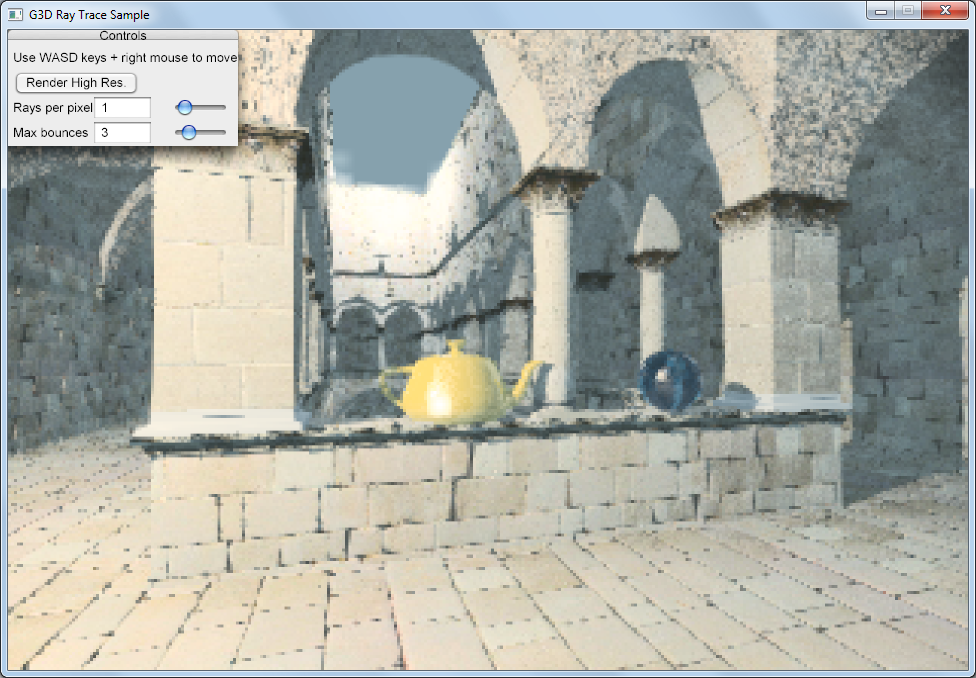 G3D Ray Trace Sample
Controls
Use WASD keys + right mouse to move
Render High Res.
Rays per pixel 1
Max bounces 3